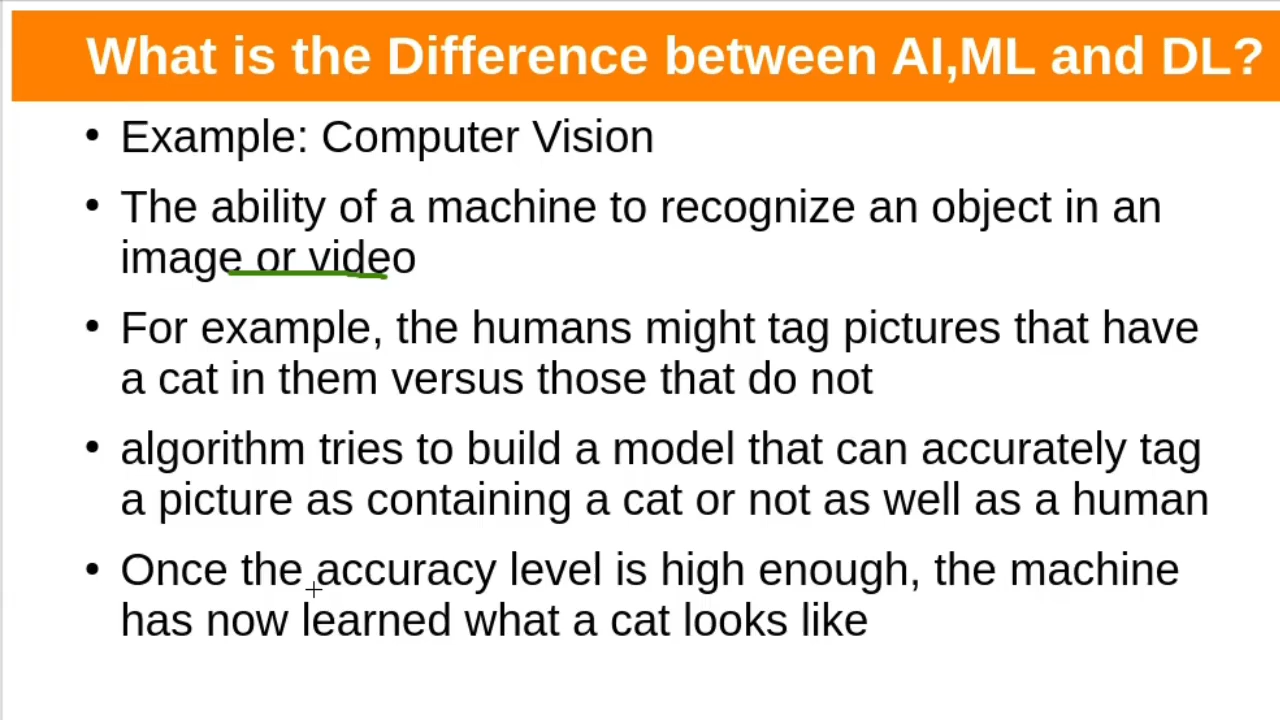 What is the Difference between AI,ML and DL?
• Example: Computer Vision
• The ability of a machine to recognize an object in an
image or video
• For example, the humans might tag pictures that have
a cat in them versus those that do not
• algorithm tries to build a model that can accurately tag
a picture as containing a cat or not as well as a human
• Once the accuracy level is high enough, the machine
has now learned what a cat looks like